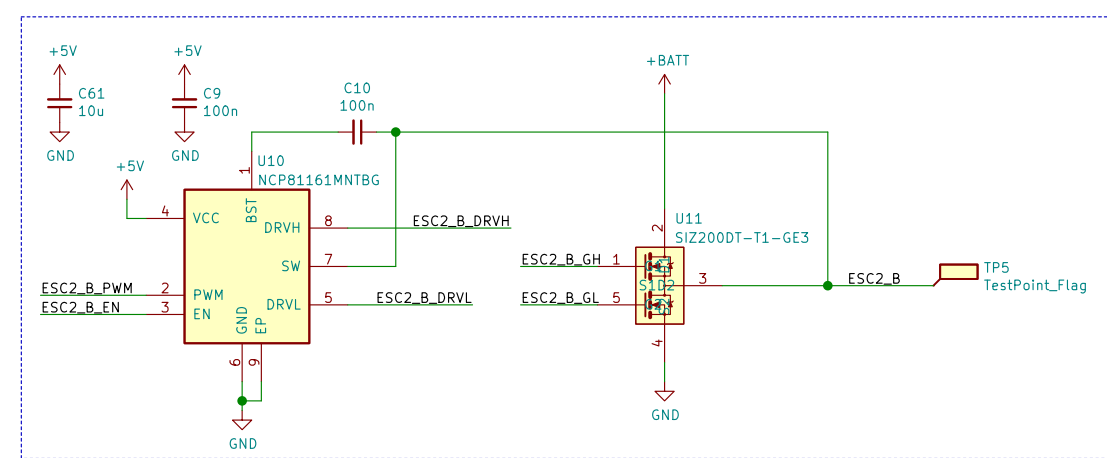 +5V
C61
10u
GND
+5V
C9
100n
GND
C10
100n
+BATT
+5V
U10
NCP81161MNTBG
1
BST
4
VCC
DRVH
8
ESC2_B_DRVH
SW
7
ESC2_B_PWM
2
PWM
ESC2_B_EN
3
EN
DRVL
5
ESC2_B_DRVL
GND
EP
6
9
GND
U11
SIZ200DT-T1-GE3
2
ESC2_B_GH
1
S1D2
3
ESC2_B_GL
5
4
GND
ESC2_B
TP5
TestPoint_Flag